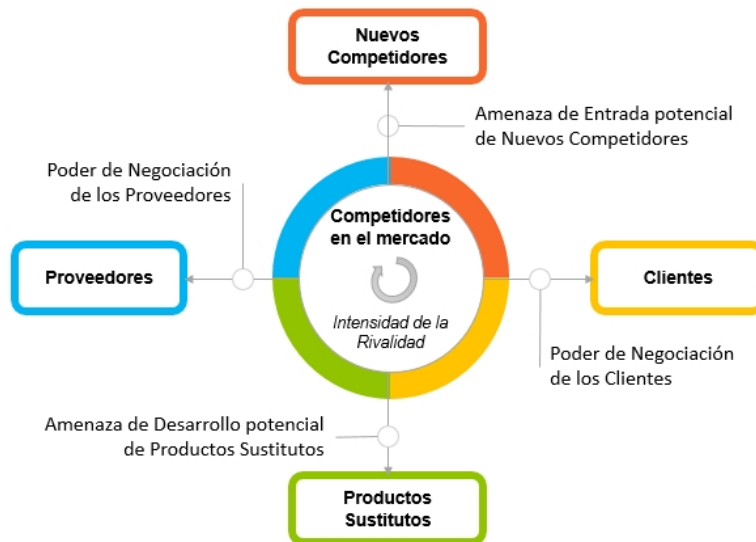 Nuevos
Competidores
Amenaza de Entrada potencial
de Nuevos Competidores
Poder de Negociación
de los Proveedores
Competidores
en el mercado
Proveedores
Clientes
Intensidad de la
Rivalidad
Poder de Negociación
de los Clientes
Amenaza de Desarrollo potencial
de Productos Sustitutos
Productos
Sustitutos